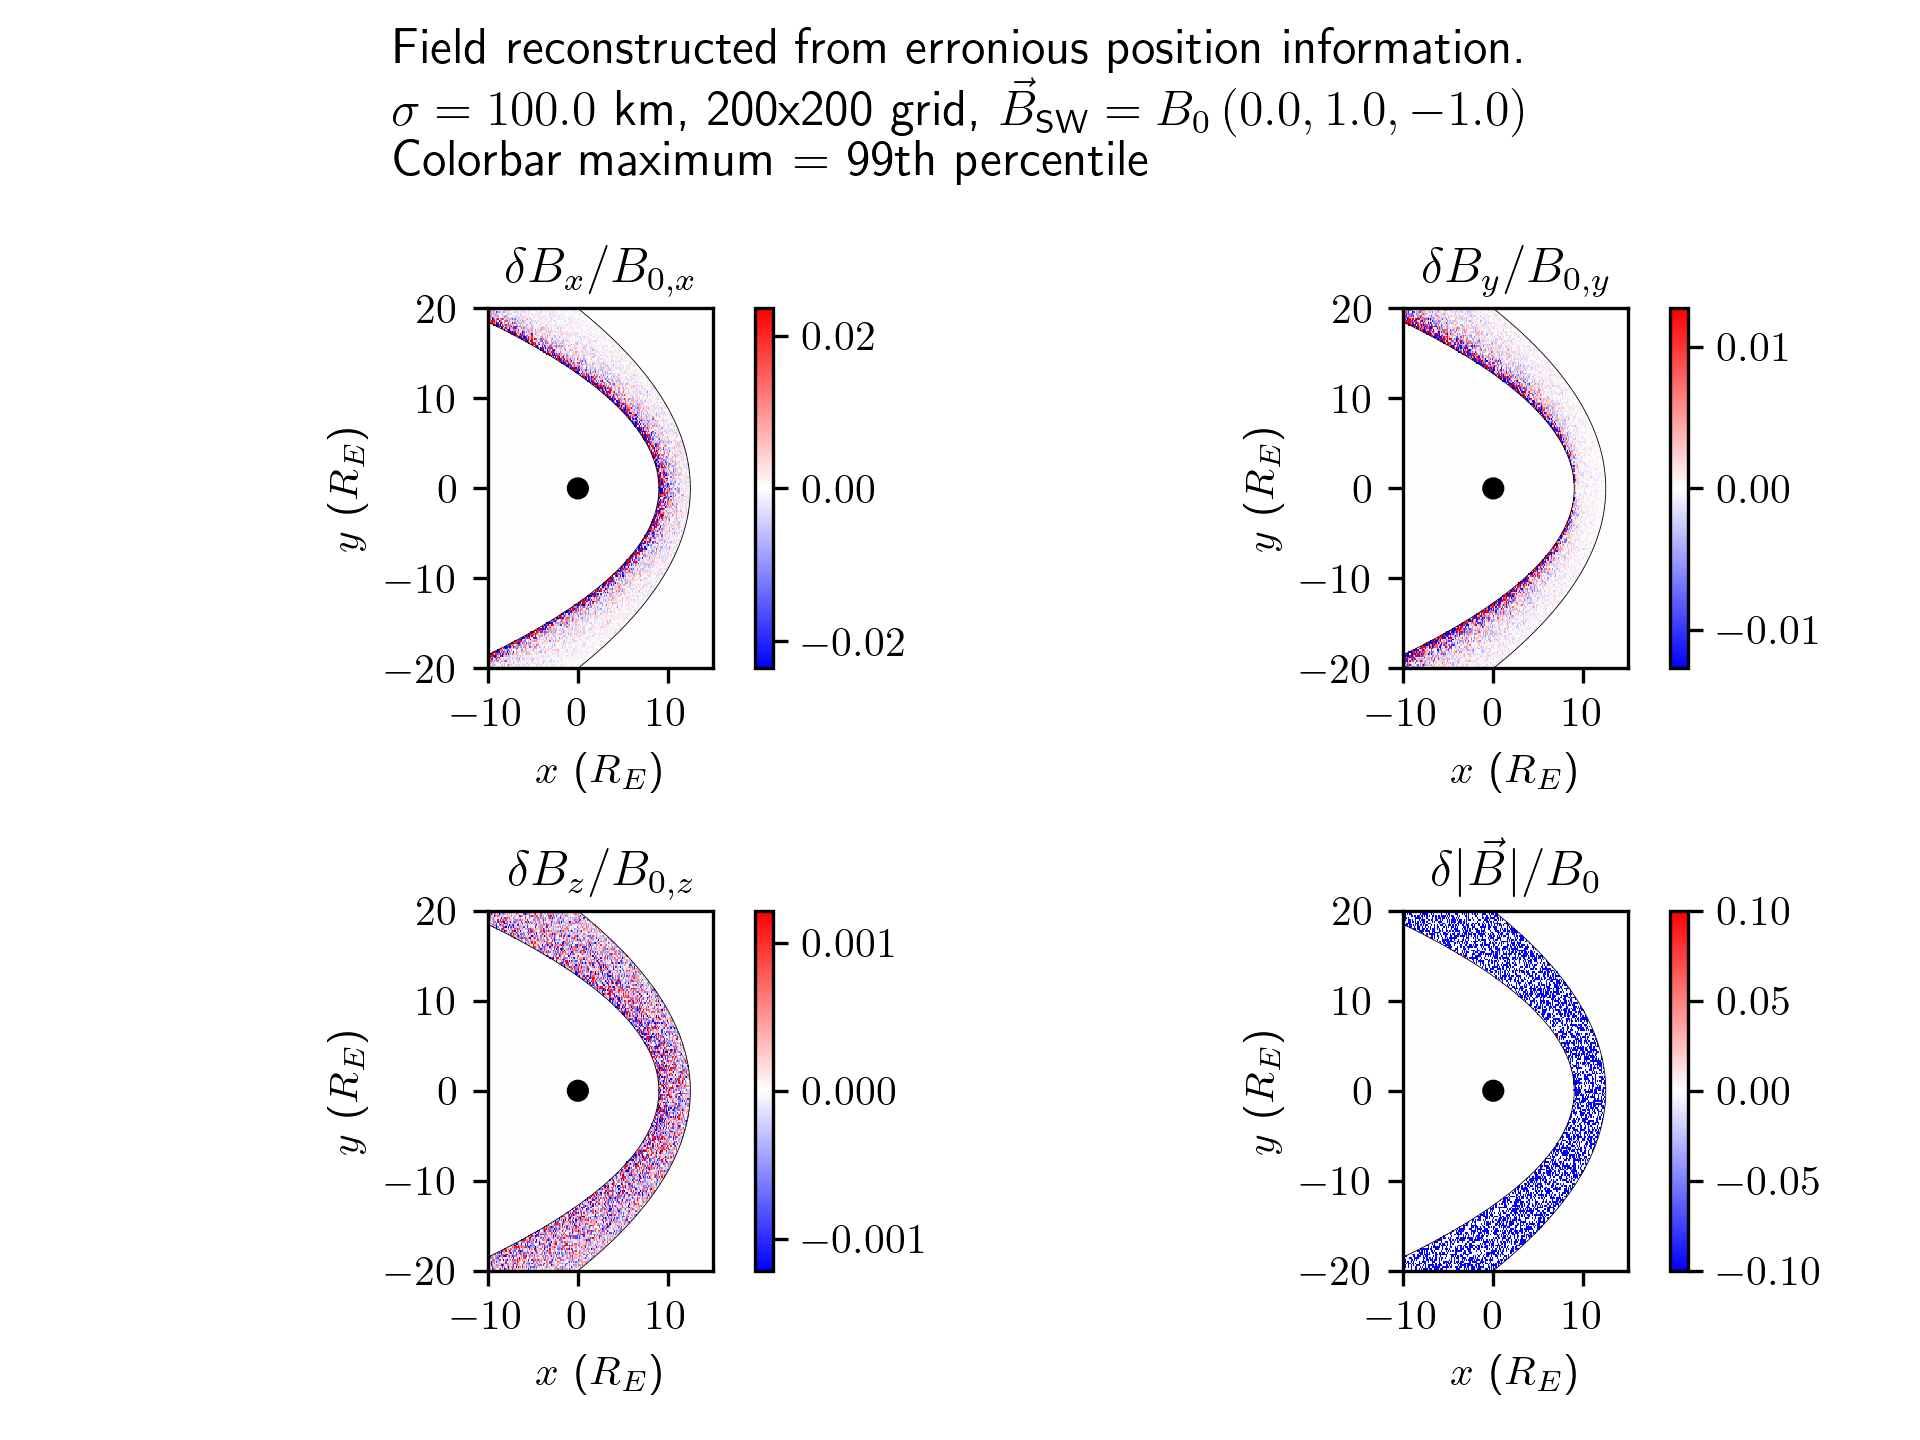 Field reconstructed from erronious position information.
σ = 100.0 km, 200x200 grid, B⃗_SW = B_0 (0.0, 1.0, −1.0)
Colorbar maximum = 99th percentile
δB_x/B_{0,x}
20
10
0
−10
−20
y (R_E)
−10 0 10
x (R_E)
0.02
0.00
−0.02
δB_y/B_{0,y}
20
10
0
−10
−20
y (R_E)
−10 0 10
x (R_E)
0.01
0.00
−0.01
δB_z/B_{0,z}
20
10
0
−10
−20
y (R_E)
−10 0 10
x (R_E)
0.001
0.000
−0.001
δ|B⃗|/B_0
20
10
0
−10
−20
y (R_E)
−10 0 10
x (R_E)
0.10
0.05
0.00
−0.05
−0.10